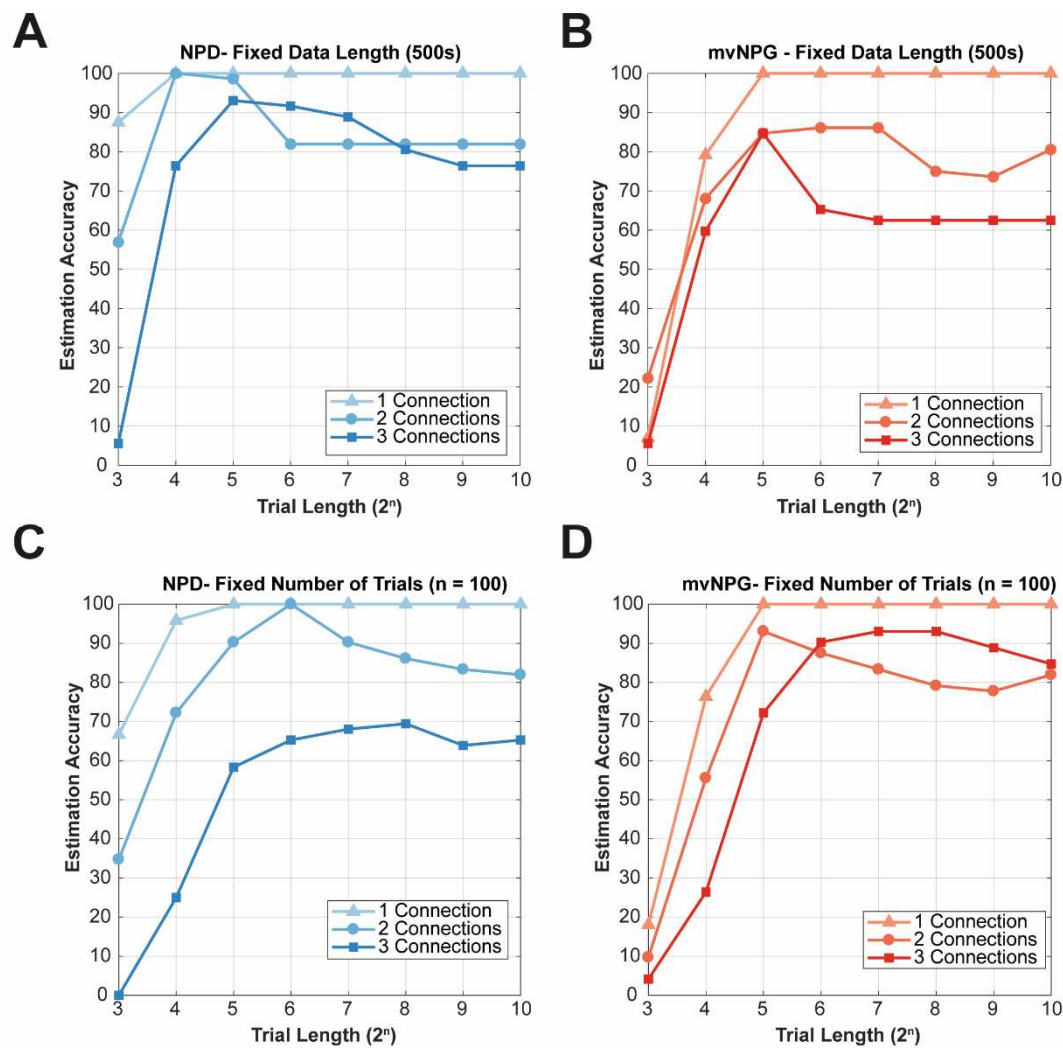 A
NPD- Fixed Data Length (500s)
100
90
80
70
60
50
40
30
20
10
0
Estimation Accuracy
3 4 5 6 7 8 9 10
Trial Length (2ⁿ)
1 Connection
2 Connections
3 Connections
B
mvNPG - Fixed Data Length (500s)
100
90
80
70
60
50
40
30
20
10
0
Estimation Accuracy
3 4 5 6 7 8 9 10
Trial Length (2ⁿ)
1 Connection
2 Connections
3 Connections
C
NPD- Fixed Number of Trials (n = 100)
100
90
80
70
60
50
40
30
20
10
0
Estimation Accuracy
3 4 5 6 7 8 9 10
Trial Length (2ⁿ)
1 Connection
2 Connections
3 Connections
D
mvNPG- Fixed Number of Trials (n = 100)
100
90
80
70
60
50
40
30
20
10
0
Estimation Accuracy
3 4 5 6 7 8 9 10
Trial Length (2ⁿ)
1 Connection
2 Connections
3 Connections